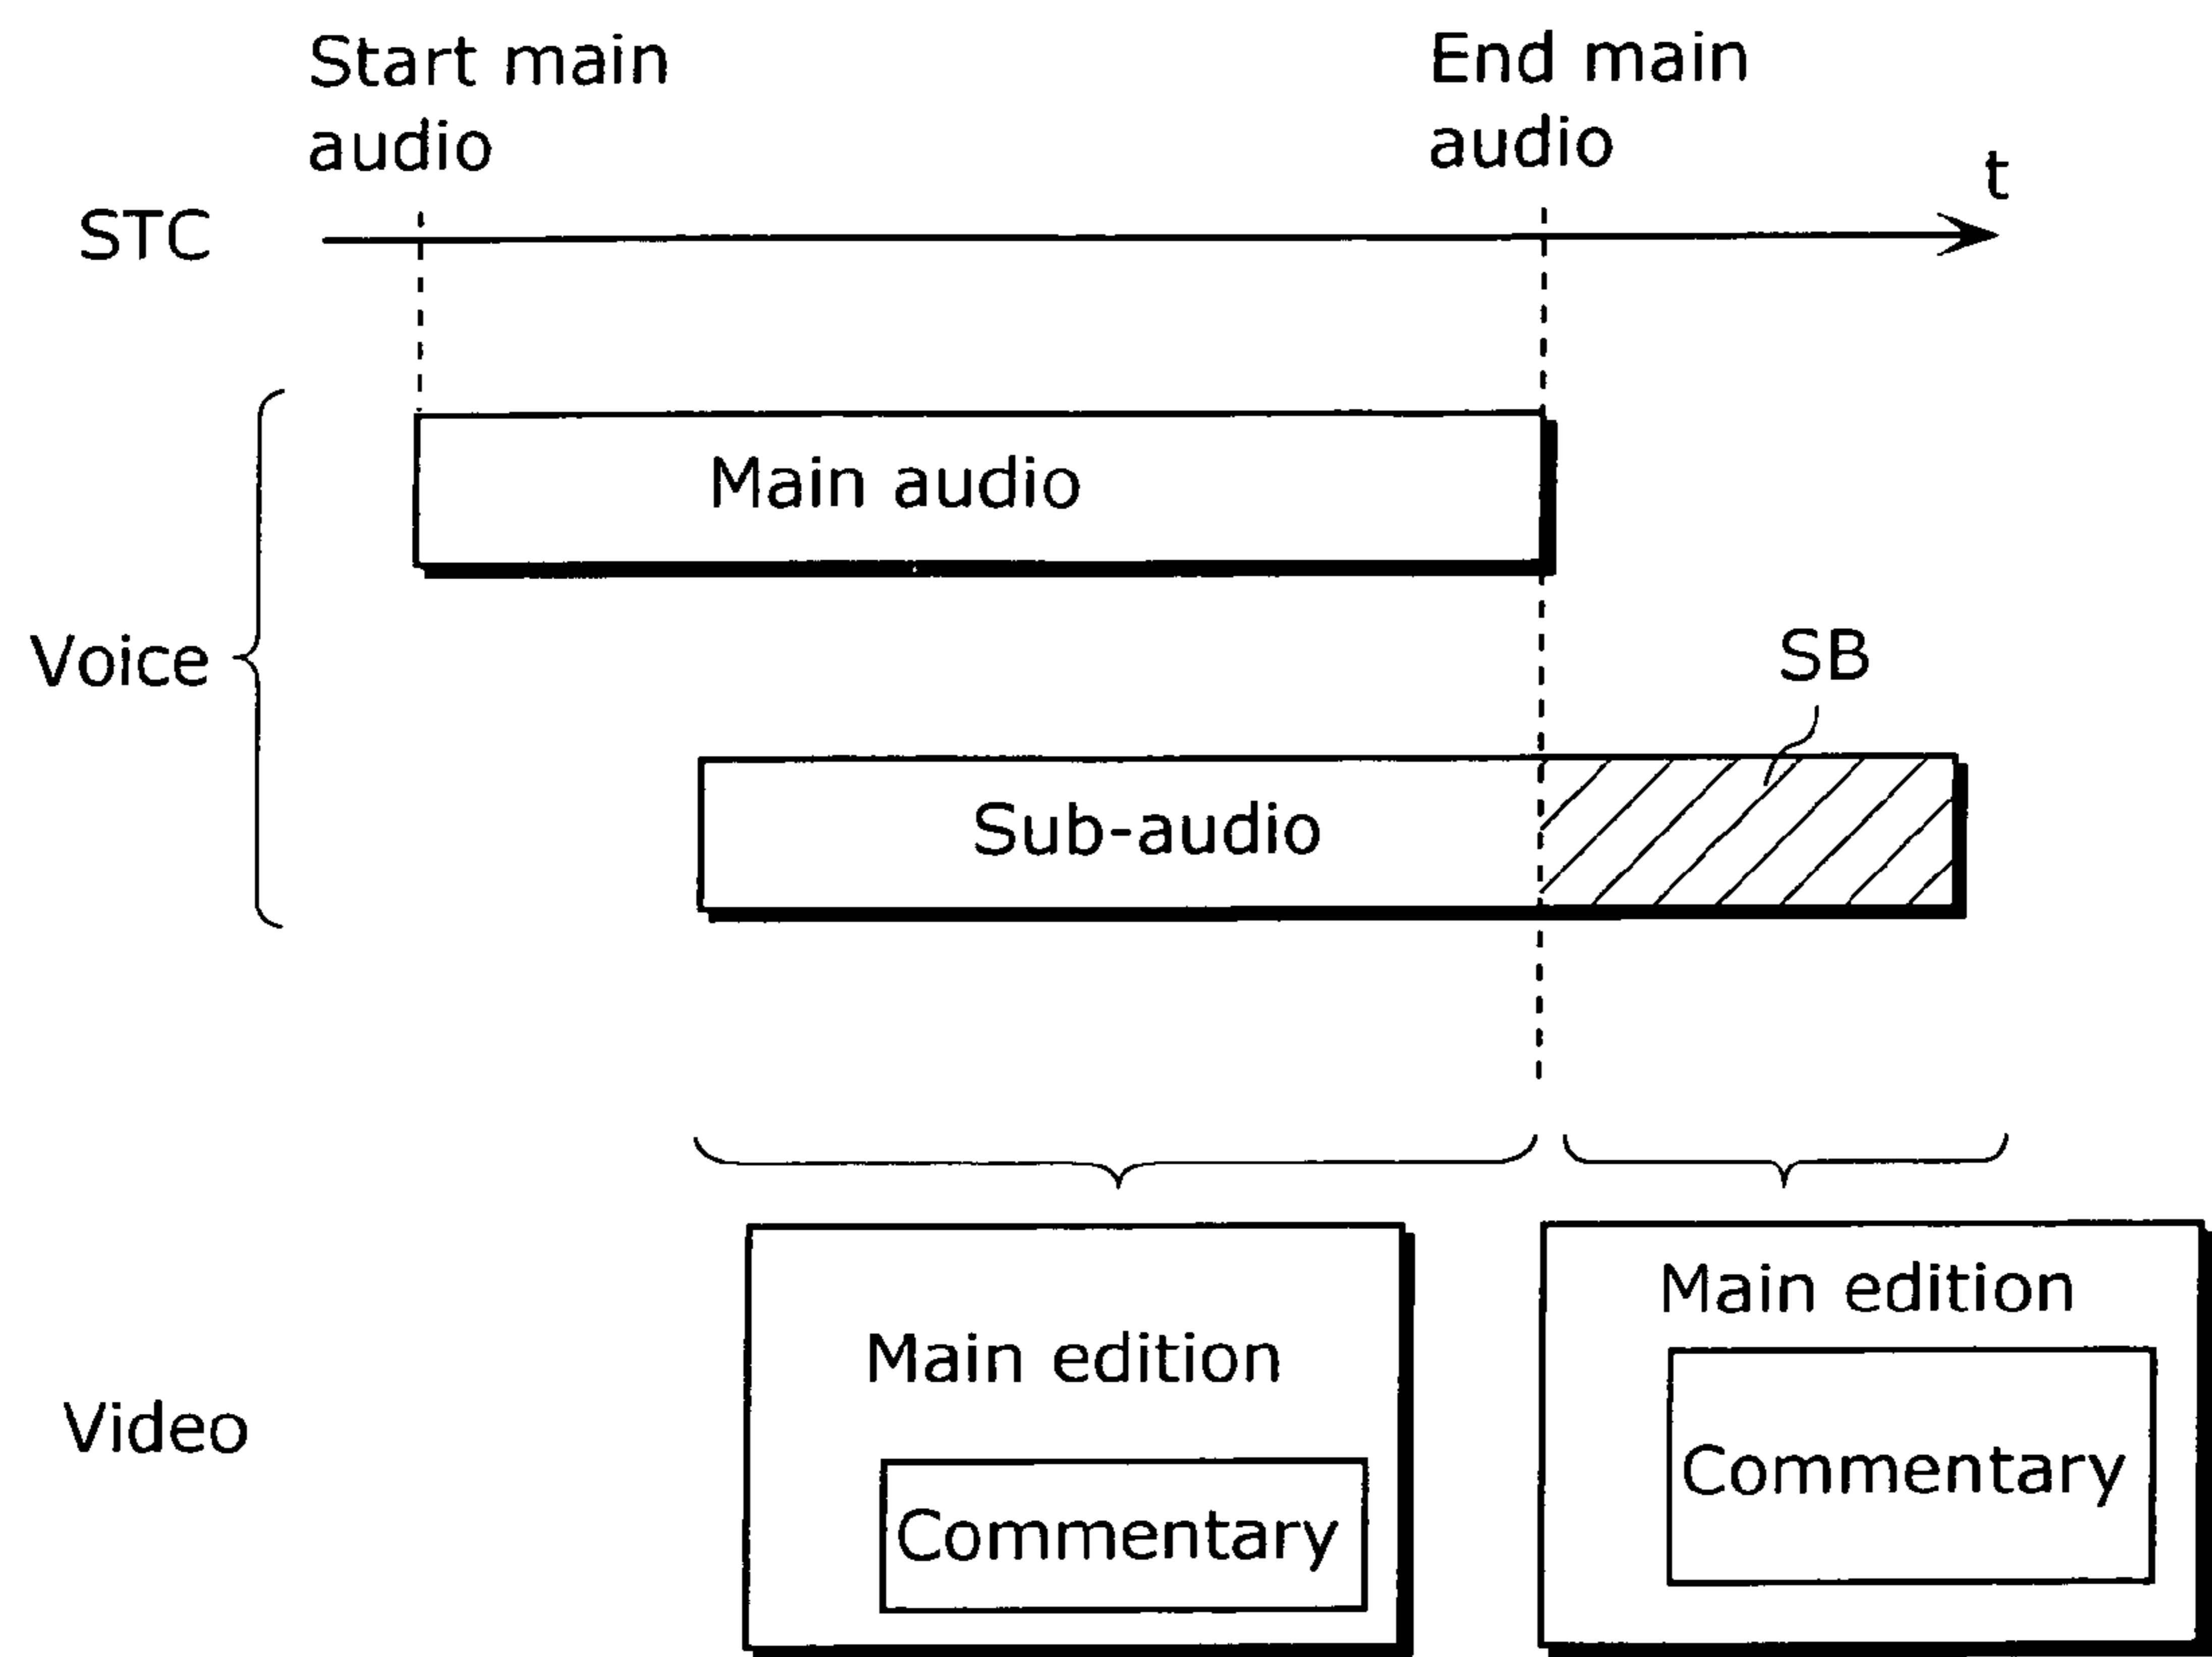 Start main
audio
End main
audio
t
STC
Main audio
Voice
SB
Sub-audio
Main edition
Commentary
Main edition
Commentary
Video